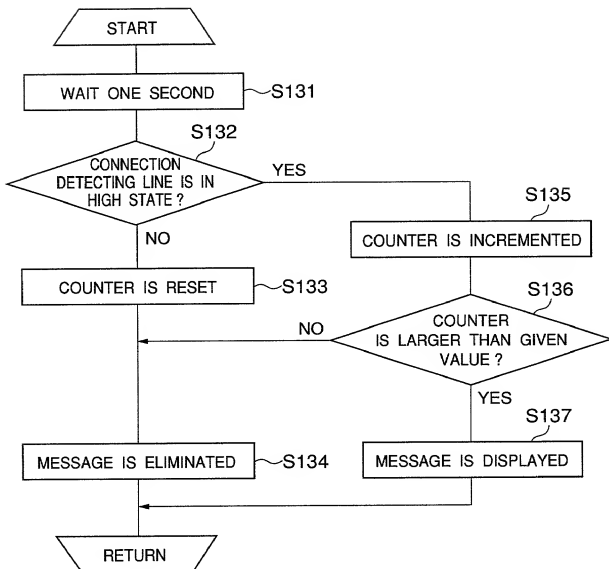 START
WAIT ONE SECOND
S131
S132
CONNECTION
DETECTING LINE IS IN
HIGH STATE ?
YES
NO
S135
COUNTER IS INCREMENTED
COUNTER IS RESET
S133
S136
COUNTER
IS LARGER THAN GIVEN
VALUE ?
NO
YES
S137
MESSAGE IS ELIMINATED
S134
MESSAGE IS DISPLAYED
RETURN